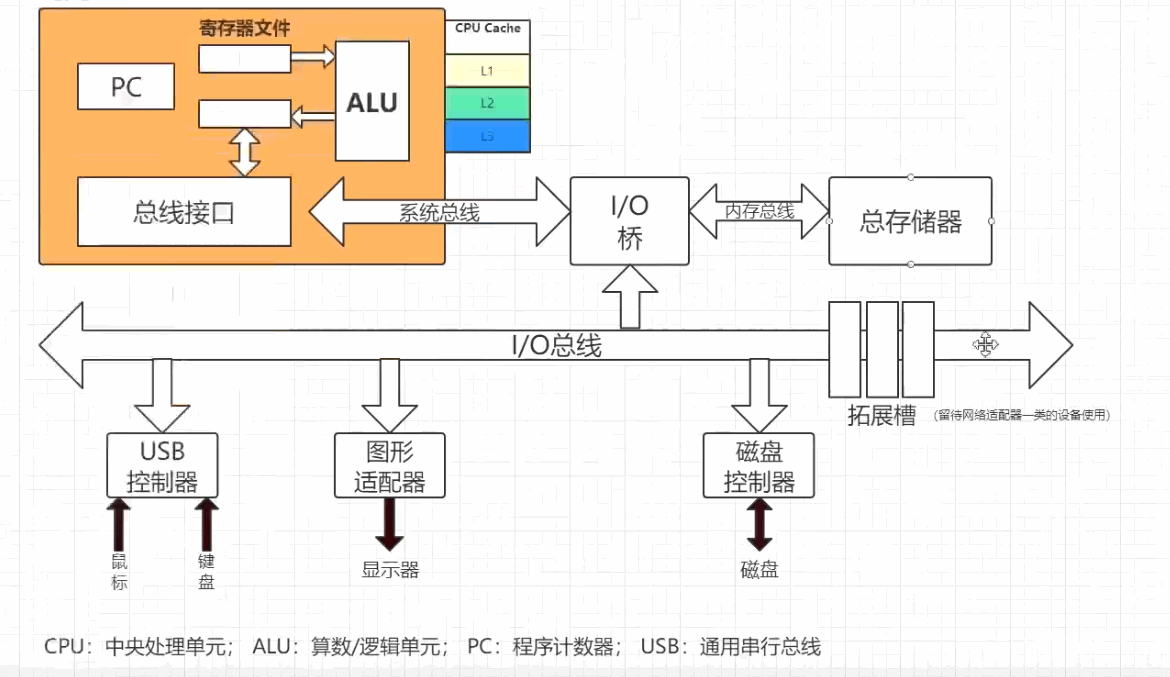 寄存器文件
CPU Cache
PC
ALU
L1
L2
L3
总线接口
系统总线
I/O
桥
内存总线
总存储器
I/O总线
拓展槽
（留待网络适配器一类的设备使用）
USB
控制器
图形
适配器
磁盘
控制器
鼠
标
键
盘
显示器
磁盘
CPU：中央处理单元； ALU：算数/逻辑单元； PC：程序计数器； USB：通用串行总线